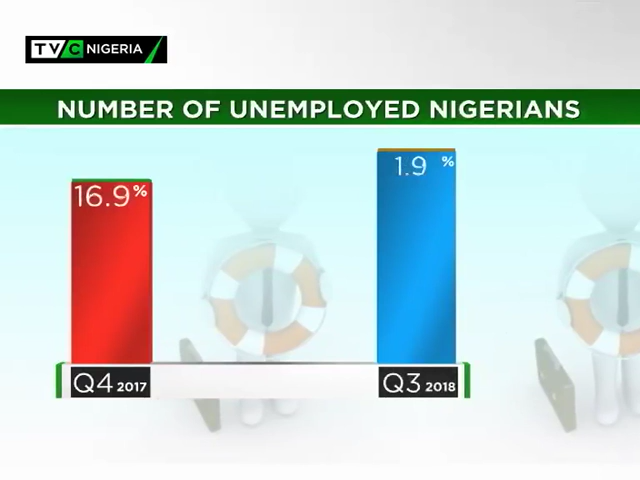 TVC NIGERIA
NUMBER OF UNEMPLOYED NIGERIANS
16.9%
1.9 %
Q4 2017
Q3 2018